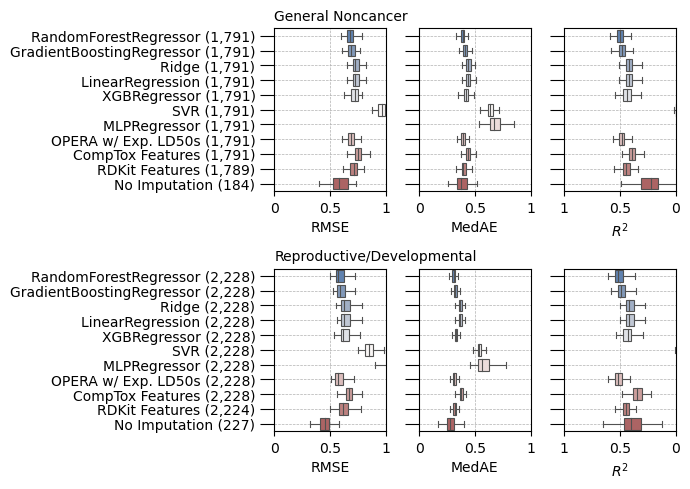 General Noncancer
RandomForestRegressor (1,791)
GradientBoostingRegressor (1,791)
Ridge (1,791)
LinearRegression (1,791)
XGBRegressor (1,791)
SVR (1,791)
MLPRegressor (1,791)
OPERA w/ Exp. LD50s (1,791)
CompTox Features (1,791)
RDKit Features (1,789)
No Imputation (184)
0 0.5 1 0 0.5 1 1 0.5 0
RMSE MedAE R²
Reproductive/Developmental
RandomForestRegressor (2,228)
GradientBoostingRegressor (2,228)
Ridge (2,228)
LinearRegression (2,228)
XGBRegressor (2,228)
SVR (2,228)
MLPRegressor (2,228)
OPERA w/ Exp. LD50s (2,228)
CompTox Features (2,228)
RDKit Features (2,224)
No Imputation (227)
0 0.5 1 0 0.5 1 1 0.5 0
RMSE MedAE R²